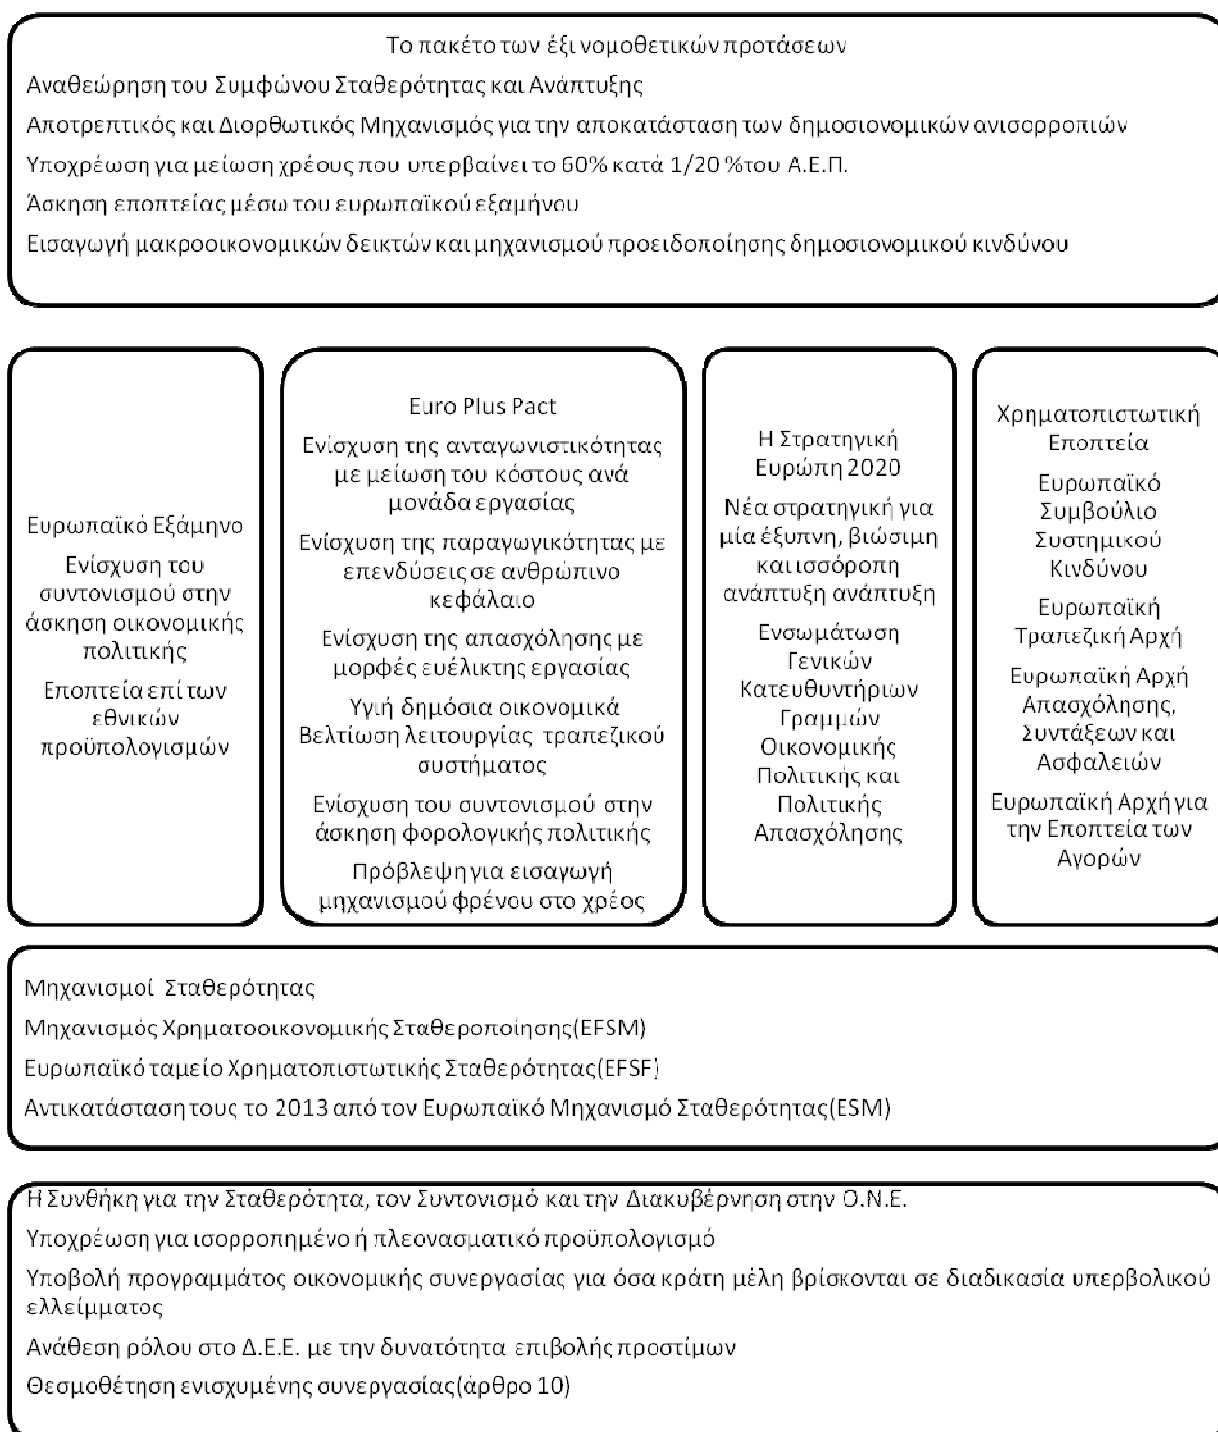 Το πακέτο των έξι νομοθετικών προτάσεων
Αναθεώρηση του Συμφώνου Σταθερότητας και Ανάπτυξης
Αποτρεπτικός και Διορθωτικός Μηχανισμός για την αποκατάσταση των δημοσιονομικών ανισορροπιών
Υποχρέωση για μείωση χρέους που υπερβαίνει το 60% κατά 1/20 %του Α.Ε.Π.
Άσκηση εποπτείας μέσω του ευρωπαϊκού εξαμήνου
Εισαγωγή μακροοικονομικών δεικτών και μηχανισμού προειδοποίησης δημοσιονομικού κινδύνου
Ευρωπαϊκό Εξάμηνο
Ενίσχυση του
συντονισμού στην
άσκηση οικονομικής
πολιτικής
Εποπτεία επί των
εθνικών
προϋπολογισμών
Euro Plus Pact
Ενίσχυση της ανταγωνιστικότητας
με μείωση του κόστους ανά
μονάδα εργασίας
Ενίσχυση της παραγωγικότητας με
επενδύσεις σε ανθρώπινο
κεφάλαιο
Ενίσχυση της απασχόλησης με
μορφές ευέλικτης εργασίας
Υγιή δημόσια οικονομικά
Βελτίωση λειτουργίας τραπεζικού
συστήματος
Ενίσχυση του συντονισμού στην
άσκηση φορολογικής πολιτικής
Πρόβλεψη για εισαγωγή
μηχανισμού φρένου στο χρέος
Η Στρατηγική
Ευρώπη 2020
Νέα στρατηγική για
μία έξυπνη, βιώσιμη
και ισσόροπη
ανάπτυξη ανάπτυξη
Ενσωμάτωση
Γενικών
Κατευθυντήριων
Γραμμών
Οικονομικής
Πολιτικής και
Πολιτικής
Απασχόλησης
Χρηματοπιστωτική
Εποπτεία
Ευρωπαϊκό
Συμβούλιο
Συστημικού
Κινδύνου
Ευρωπαϊκή
Τραπεζική Αρχή
Ευρωπαϊκή Αρχή
Απασχόλησης,
Συντάξεων και
Ασφαλειών
Ευρωπαϊκή Αρχή για
την Εποπτεία των
Αγορών
Μηχανισμοί Σταθερότητας
Μηχανισμός Χρηματοοικονομικής Σταθεροποίησης(EFSM)
Ευρωπαϊκό ταμείο Χρηματοπιστωτικής Σταθερότητας(EFSF)
Αντικατάσταση τους το 2013 από τον Ευρωπαϊκό Μηχανισμό Σταθερότητας(ESM)
Η Συνθήκη για την Σταθερότητα, τον Συντονισμό και την Διακυβέρνηση στην Ο.Ν.Ε.
Υποχρέωση για ισορροπημένο ή πλεονασματικό προϋπολογισμό
Υποβολή προγραμμάτος οικονομικής συνεργασίας για όσα κράτη μέλη βρίσκονται σε διαδικασία υπερβολικού
ελλείμματος
Ανάθεση ρόλου στο Δ.Ε.Ε. με την δυνατότητα επιβολής προστίμων
Θεσμοθέτηση ενισχυμένης συνεργασίας(άρθρο 10)